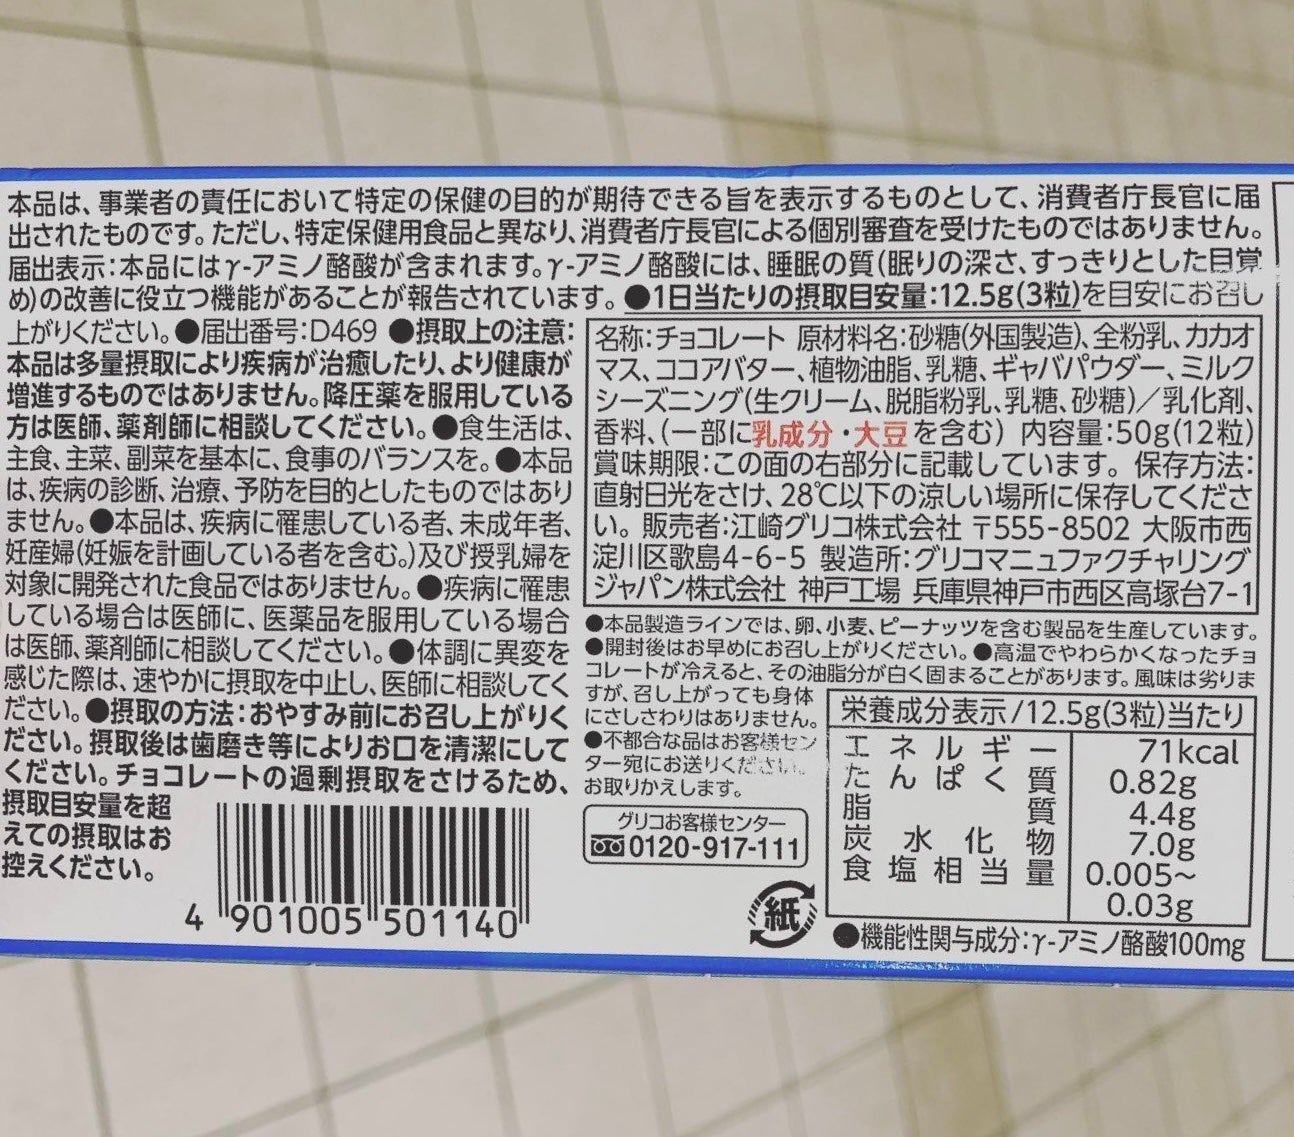 本品は、事業者の責任において特定の保健の目的が期待できる旨を表示するものとして、消費者庁長官に届
出されたものです。ただし、特定保健用食品と異なり、消費者庁長官による個別審査を受けたものではありません。
届出表示：本品にはγ-アミノ酪酸が含まれます。γ-アミノ酪酸には、睡眠の質(眠りの深さ、すっきりとした目覚
め)の改善に役立つ機能があることが報告されています。●1日当たりの摂取目安量：12.5g(3粒)を目安にお召し
上がりください。●届出番号：D469 ●摂取上の注意：
本品は多量摂取により疾病が治癒したり、より健康が
増進するものではありません。降圧薬を服用している
方は医師、薬剤師に相談してください。●食生活は、
主食、主菜、副菜を基本に、食事のバランスを。●本品
は、疾病の診断、治療、予防を目的としたものではあり
ません。●本品は、疾病に罹患している者、未成年者、
妊産婦(妊娠を計画している者を含む。)及び授乳婦を
対象に開発された食品ではありません。●疾病に罹患
している場合は医師に、医薬品を服用している場合
は医師、薬剤師に相談してください。●体調に異変を
感じた際は、速やかに摂取を中止し、医師に相談してく
ださい。●摂取の方法：おやすみ前にお召し上がりく
ださい。摂取後は歯磨き等によりお口を清潔にして
ください。チョコレートの過剰摂取をさけるため、
摂取目安量を超
えての摂取はお
控えください。
4 901005 501140
名称：チョコレート 原材料名：砂糖(外国製造)、全粉乳、カカオ
マス、ココアバター、植物油脂、乳糖、ギャバパウダー、ミルク
シーズニング(生クリーム、脱脂粉乳、乳糖、砂糖)／乳化剤、
香料、(一部に乳成分・大豆を含む) 内容量：50g(12粒)
賞味期限：この面の右部分に記載しています。保存方法：
直射日光をさけ、28℃以下の涼しい場所に保存してくださ
い。販売者：江崎グリコ株式会社 〒555-8502 大阪市西
淀川区歌島4-6-5 製造所：グリコマニュファクチャリング
ジャパン株式会社 神戸工場 兵庫県神戸市西区高塚台7-1
●本品製造ラインでは、卵、小麦、ピーナッツを含む製品を生産しています。
●開封後はお早めにお召し上がりください。●高温でやわらかくなったチョ
コレートが冷えると、その油脂分が白く固まることがあります。風味は劣りま
すが、召し上がっても身体
にさしさわりはありません。
●不都合な品はお客様セン
ター宛にお送りください。
お取りかえします。
グリコお客様センター
0120-917-111
紙
栄養成分表示/12.5g(3粒)当たり
エネルギー 71kcal
たんぱく質 0.82g
脂質 4.4g
炭水化物 7.0g
食塩相当量 0.005～
0.03g
●機能性関与成分：γ-アミノ酪酸100mg